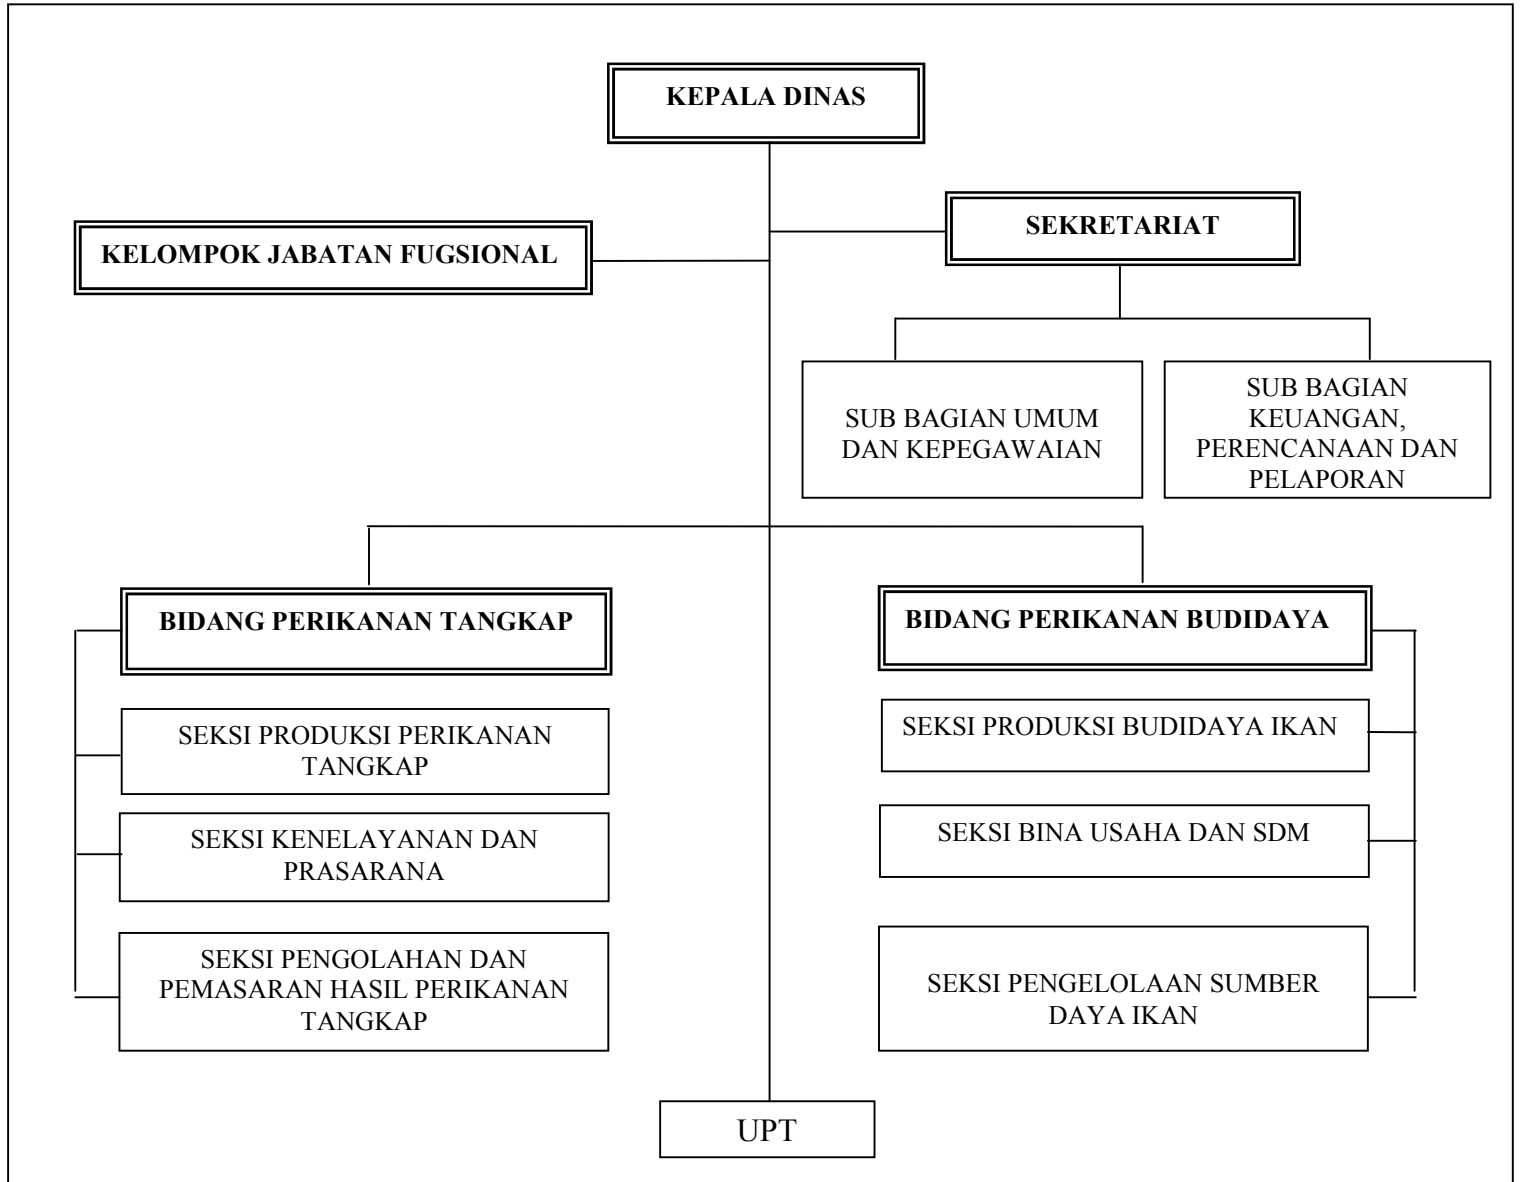 KEPALA DINAS
SEKRETARIAT
KELOMPOK JABATAN FUGSIONAL
SUB BAGIAN UMUM
DAN KEPEGAWAIAN
SUB BAGIAN
KEUANGAN,
PERENCANAAN DAN
PELAPORAN
BIDANG PERIKANAN TANGKAP
SEKSI PRODUKSI PERIKANAN
TANGKAP
SEKSI KENELAYANAN DAN
PRASARANA
SEKSI PENGOLAHAN DAN
PEMASARAN HASIL PERIKANAN
TANGKAP
BIDANG PERIKANAN BUDIDAYA
SEKSI PRODUKSI BUDIDAYA IKAN
SEKSI BINA USAHA DAN SDM
SEKSI PENGELOLAAN SUMBER
DAYA IKAN
UPT